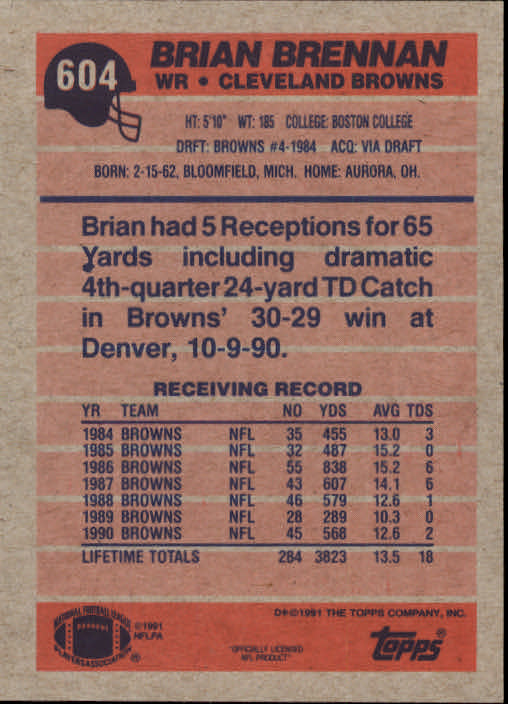 604
BRIAN BRENNAN
WR • CLEVELAND BROWNS
HT: 5'10" WT: 185 COLLEGE: BOSTON COLLEGE
DRFT: BROWNS #4-1984 ACQ: VIA DRAFT
BORN: 2-15-62, BLOOMFIELD, MICH. HOME: AURORA, OH.
Brian had 5 Receptions for 65
Yards including dramatic
4th-quarter 24-yard TD Catch
in Browns' 30-29 win at
Denver, 10-9-90.
RECEIVING RECORD
YR TEAM NO YDS AVG TDS
1984 BROWNS NFL 35 455 13.0 3
1985 BROWNS NFL 32 487 15.2 0
1986 BROWNS NFL 55 838 15.2 6
1987 BROWNS NFL 43 607 14.1 6
1988 BROWNS NFL 46 579 12.6 1
1989 BROWNS NFL 28 289 10.3 0
1990 BROWNS NFL 45 568 12.6 2
LIFETIME TOTALS 284 3823 13.5 18
D‡©1991 THE TOPPS COMPANY, INC.
NATIONAL FOOTBALL LEAGUE
PLAYERS ASSOCIATION ®
©1991
NFLPA
"OFFICIALLY LICENSED
NFL PRODUCT"
TOPPS®